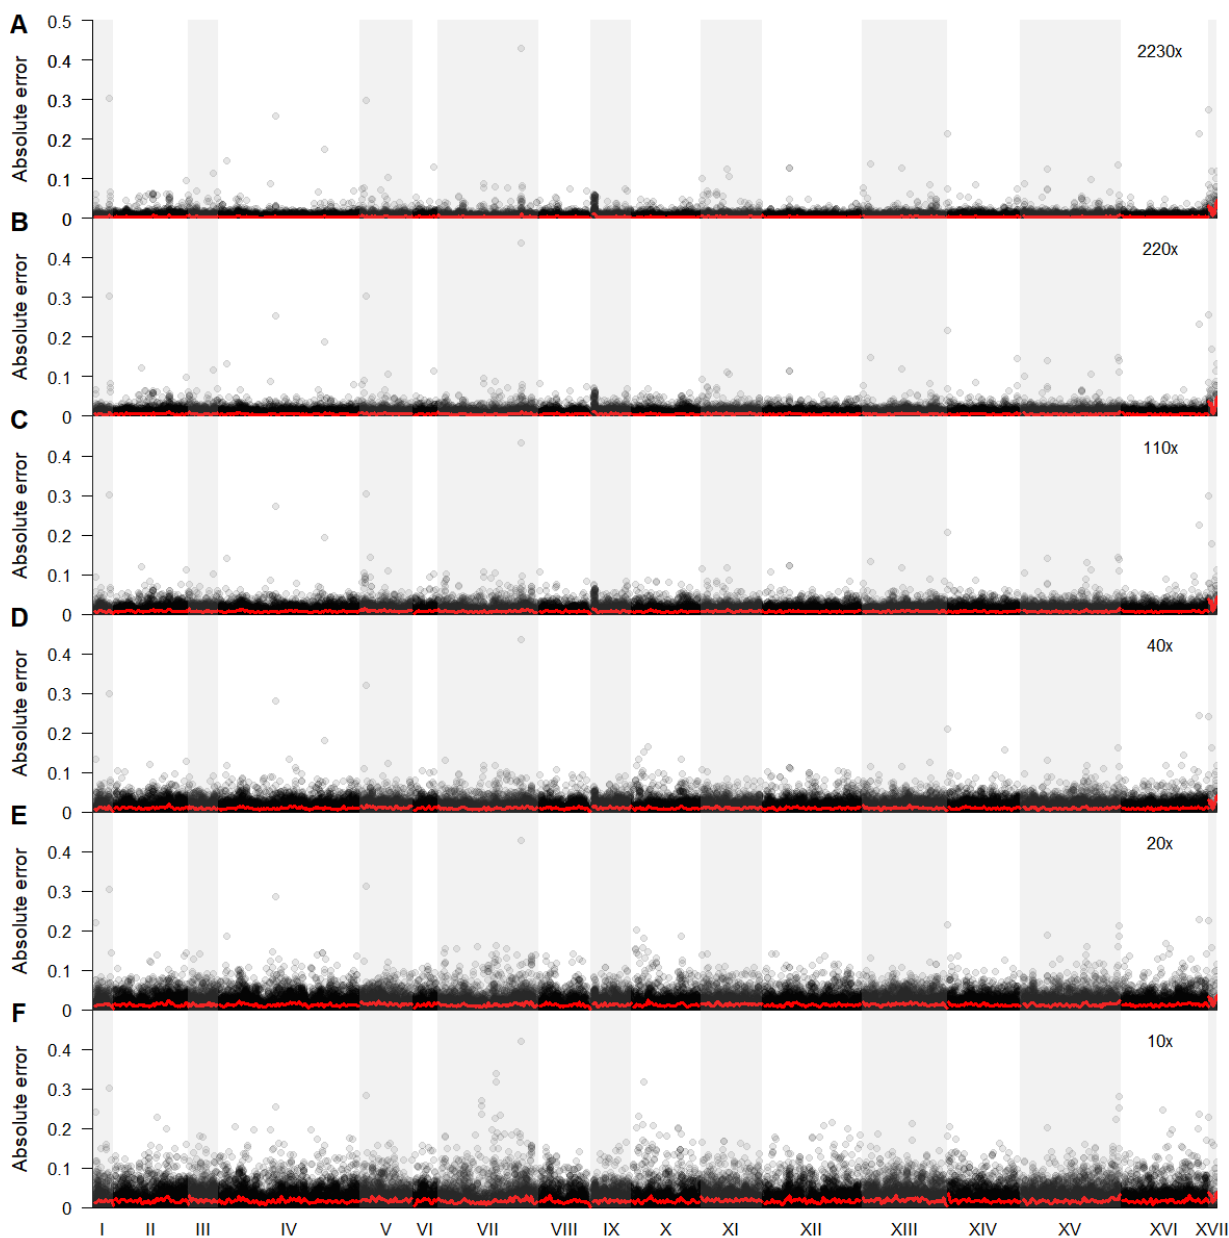 A
0.5
0.4
0.3
0.2
0.1
0
Absolute error
2230x
B
0.4
0.3
0.2
0.1
0
Absolute error
220x
C
0.4
0.3
0.2
0.1
0
Absolute error
110x
D
0.4
0.3
0.2
0.1
0
Absolute error
40x
E
0.4
0.3
0.2
0.1
0
Absolute error
20x
F
0.4
0.3
0.2
0.1
0
Absolute error
10x
I II III IV V VI VII VIII IX X XI XII XIII XIV XV XVI XVII